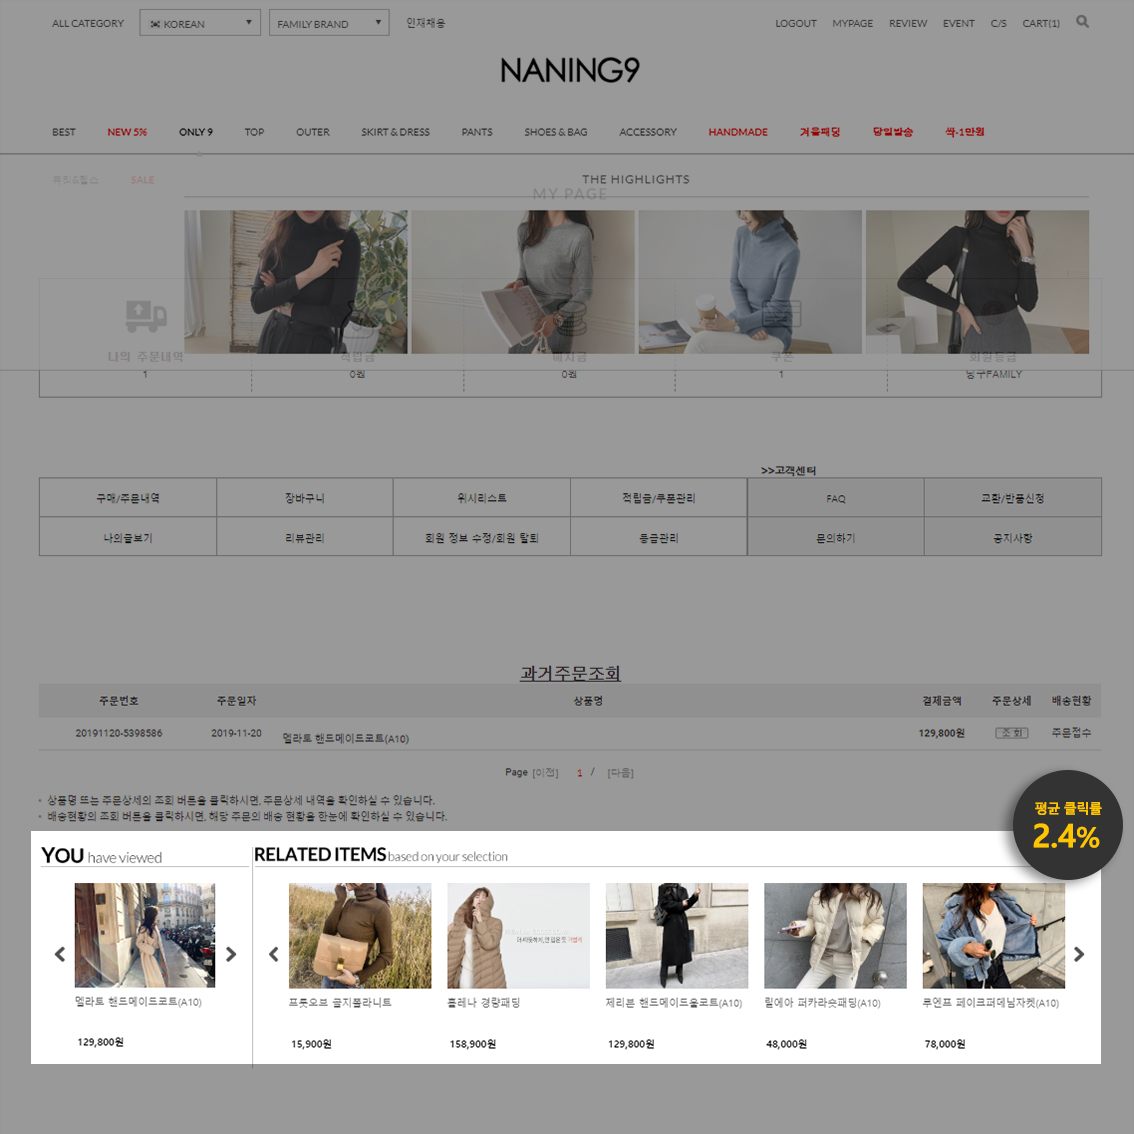 ALL CATEGORY KOREAN FAMILY BRAND 인재채용 LOGOUT MYPAGE REVIEW EVENT C/S CART(1)
NANING9
BEST NEW 5% ONLY 9 TOP OUTER SKIRT & DRESS PANTS SHOES & BAG ACCESSORY HANDMADE 겨울패딩 당일발송 싹-1만원
SALE
THE HIGHLIGHTS
MY PAGE
나의 주문내역 적립금 예치금 쿠폰 회원등급
1 0원 0원 1 닝구FAMILY
>>고객센터
구매/주문내역 장바구니 위시리스트 적립금/쿠폰관리 FAQ 교환/반품신청
나의글보기 리뷰관리 회원 정보 수정/회원 탈퇴 등급관리 문의하기 공지사항
과거주문조회
주문번호 주문일자 상품명 결제금액 주문상세 배송현황
20191120-5398586 2019-11-20 멜라토 핸드메이드코트(A10) 129,800원 조회 주문접수
Page [이전] 1 / [다음]
상품명 또는 주문상세의 조회 버튼을 클릭하시면, 주문상세 내역을 확인하실 수 있습니다.
배송현황의 조회 버튼을 클릭하시면, 해당 주문의 배송 현황을 한눈에 확인하실 수 있습니다.
평균 클릭률
2.4%
YOU have viewed RELATED ITEMS based on your selection
멜라토 핸드메이드코트(A10) 프롯오브 골지폴라니트 홀레나 경량패딩 제리븐 핸드메이드울코트(A10) 릴에아 퍼카라숏패딩(A10) 루엔프 페이크퍼데님자켓(A10)
129,800원 15,900원 158,900원 129,800원 48,000원 78,000원